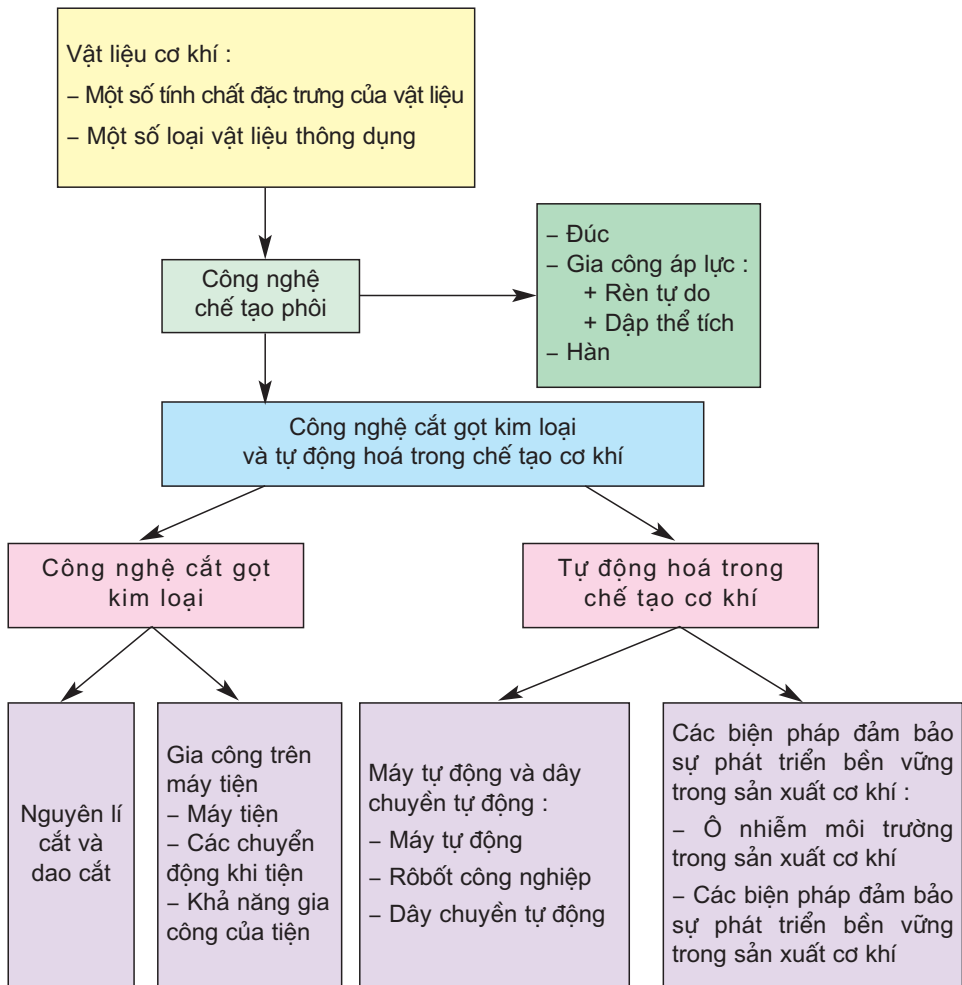 Vật liệu cơ khí :
– Một số tính chất đặc trưng của vật liệu
– Một số loại vật liệu thông dụng
Công nghệ
chế tạo phôi
– Đúc
– Gia công áp lực :
+ Rèn tự do
+ Dập thể tích
– Hàn
Công nghệ cắt gọt kim loại
và tự động hoá trong chế tạo cơ khí
Công nghệ cắt gọt
kim loại
Tự động hoá trong
chế tạo cơ khí
Nguyên lí
cắt và
dao cắt
Gia công trên
máy tiện
– Máy tiện
– Các chuyển
động khi tiện
– Khả năng gia
công của tiện
Máy tự động và dây
chuyền tự động :
– Máy tự động
– Rôbốt công nghiệp
– Dây chuyền tự động
Các biện pháp đảm bảo
sự phát triển bền vững
trong sản xuất cơ khí :
– Ô nhiễm môi trường
trong sản xuất cơ khí
– Các biện pháp đảm bảo
sự phát triển bền vững
trong sản xuất cơ khí